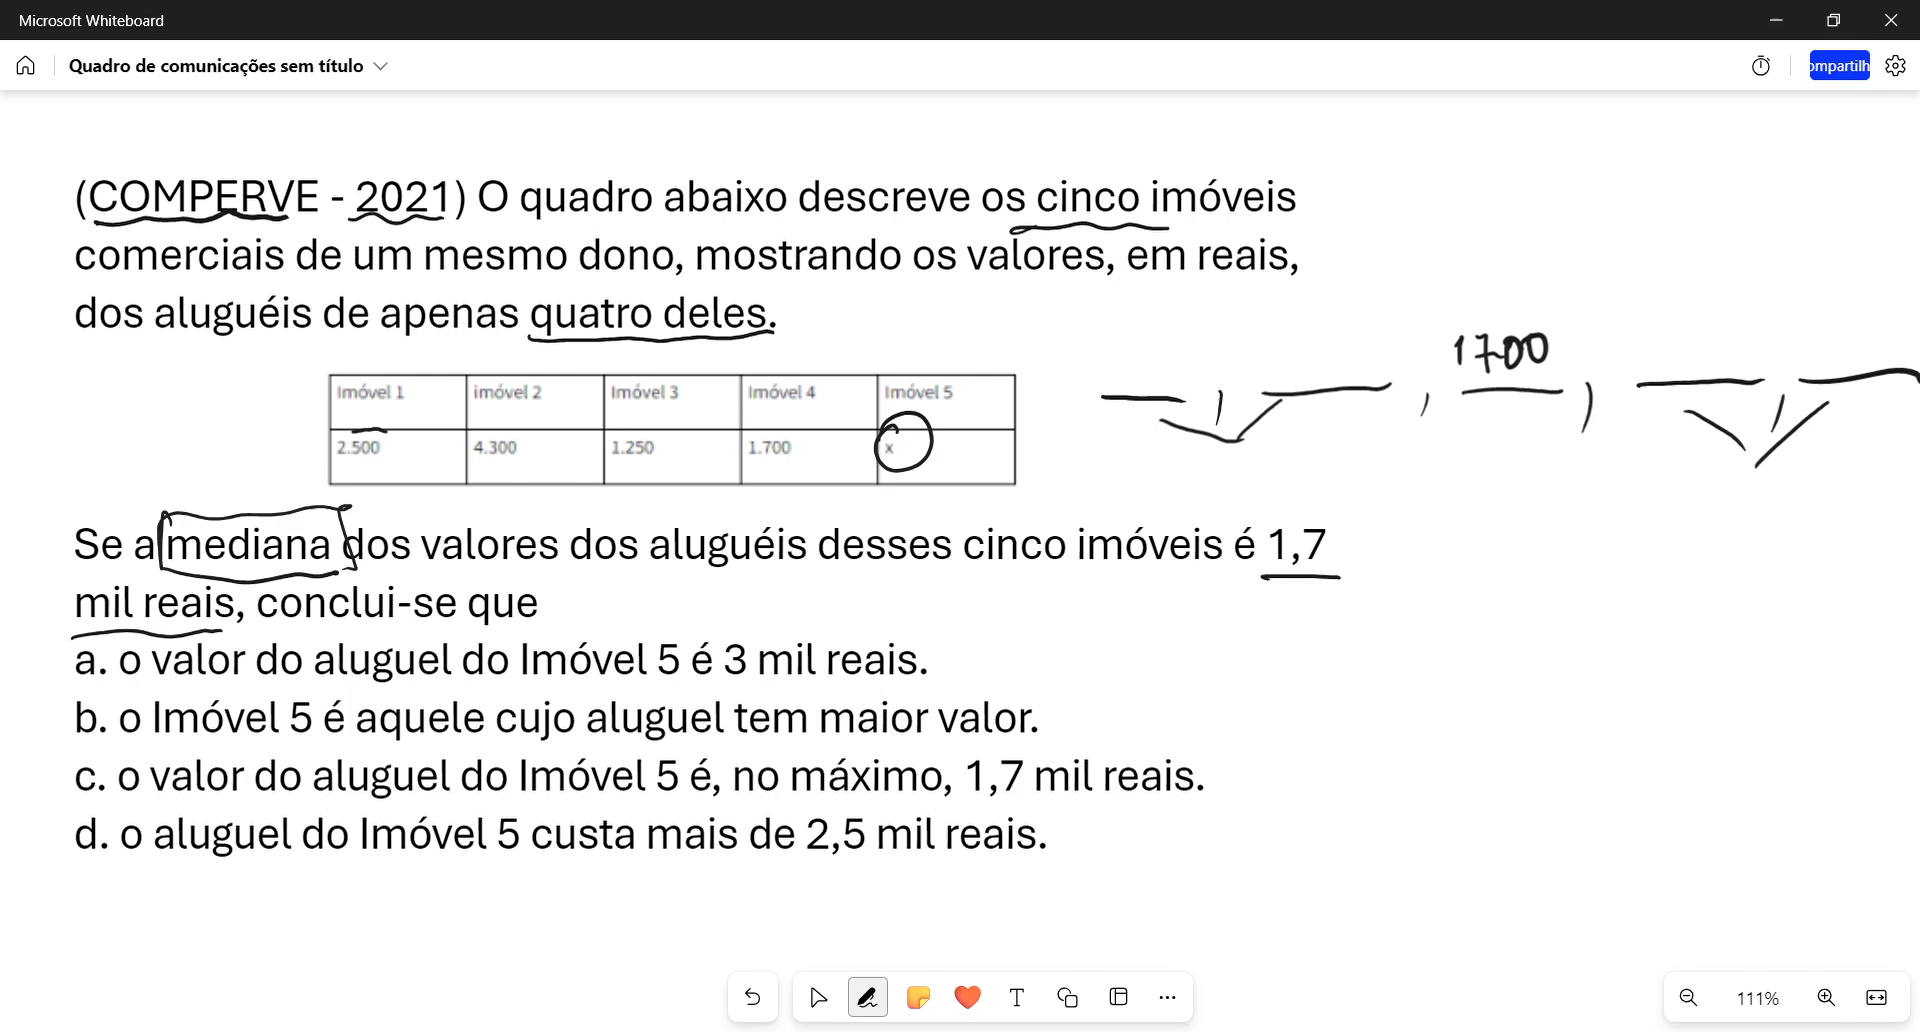 Microsoft Whiteboard
Quadro de comunicações sem título
ompartilh
(COMPERVE - 2021) O quadro abaixo descreve os cinco imóveis
comerciais de um mesmo dono, mostrando os valores, em reais,
dos aluguéis de apenas quatro deles.
1700
Imóvel 1 imóvel 2 Imóvel 3 Imóvel 4 Imóvel 5
2.500 4.300 1.250 1.700 x
Se a mediana dos valores dos aluguéis desses cinco imóveis é 1,7
mil reais, conclui-se que
a. o valor do aluguel do Imóvel 5 é 3 mil reais.
b. o Imóvel 5 é aquele cujo aluguel tem maior valor.
c. o valor do aluguel do Imóvel 5 é, no máximo, 1,7 mil reais.
d. o aluguel do Imóvel 5 custa mais de 2,5 mil reais.
111%